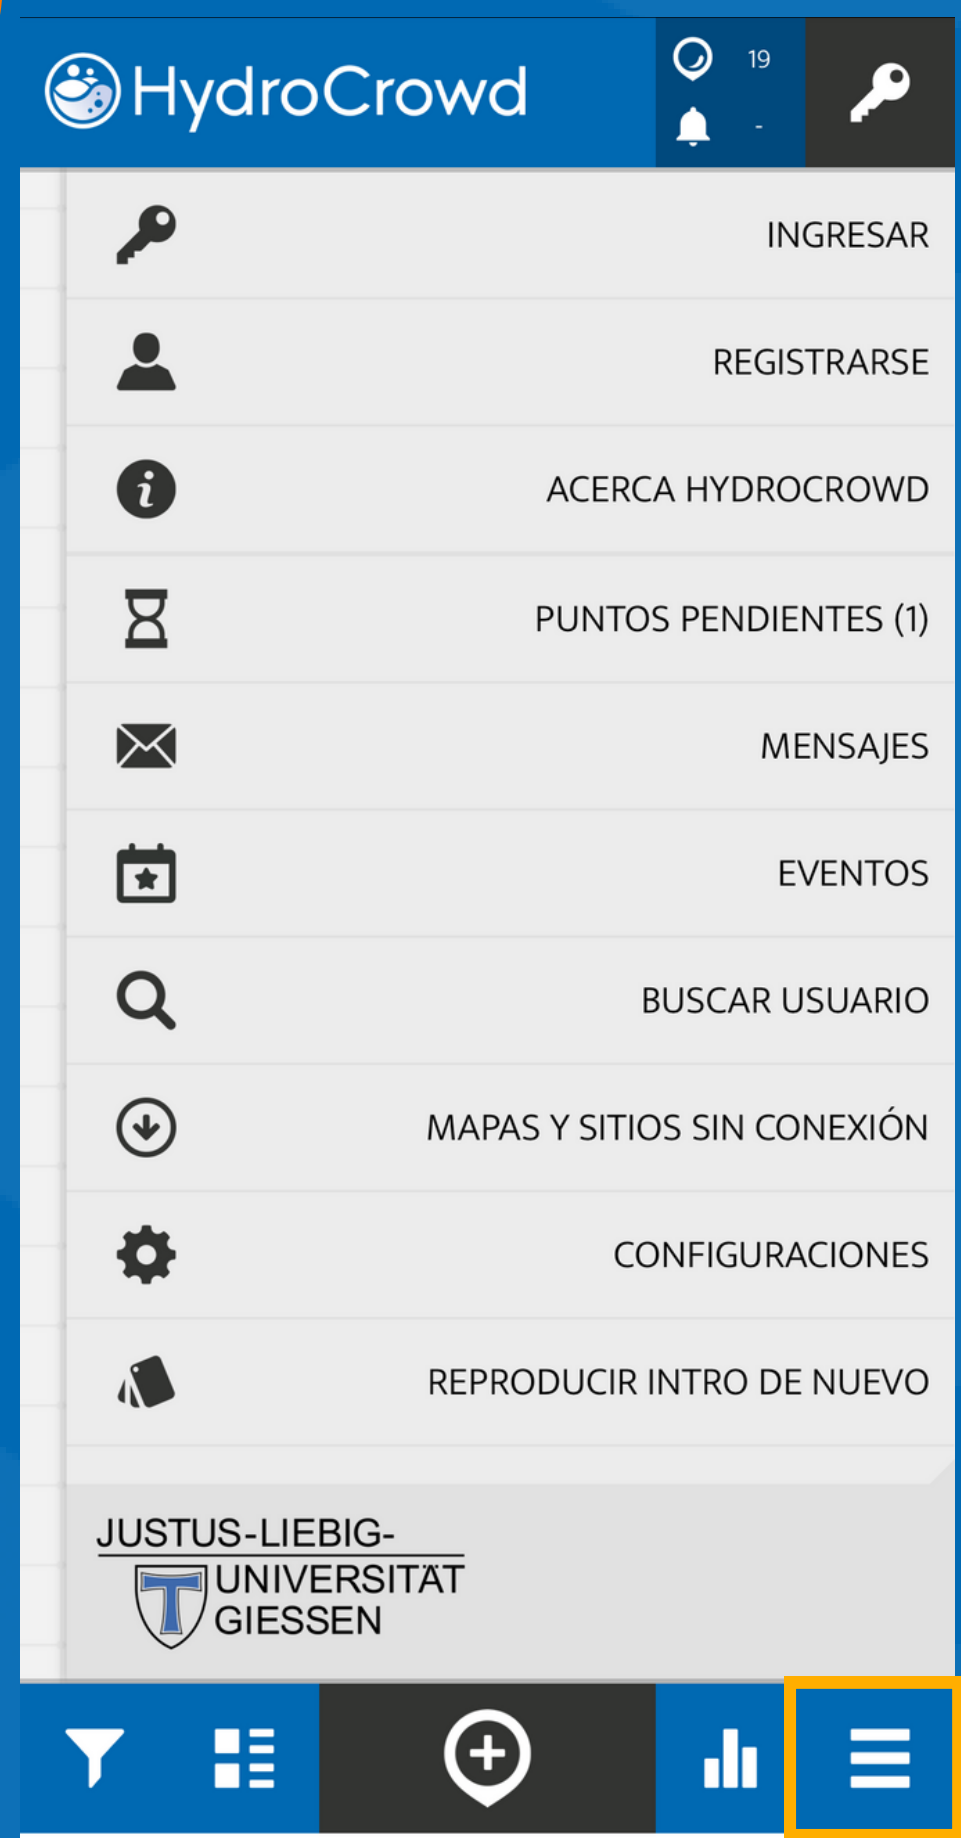 HydroCrowd
19
-
INGRESAR
REGISTRARSE
ACERCA HYDROCROWD
PUNTOS PENDIENTES (1)
MENSAJES
EVENTOS
BUSCAR USUARIO
MAPAS Y SITIOS SIN CONEXIÓN
CONFIGURACIONES
REPRODUCIR INTRO DE NUEVO
JUSTUS-LIEBIG-
UNIVERSITÄT
GIESSEN